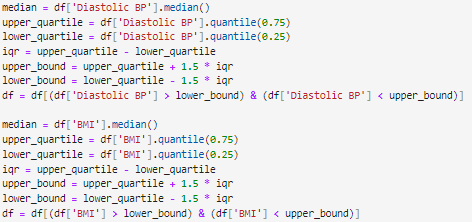 median = df['Diastolic BP'].median()
upper_quartile = df['Diastolic BP'].quantile(0.75)
lower_quartile = df['Diastolic BP'].quantile(0.25)
iqr = upper_quartile - lower_quartile
upper_bound = upper_quartile + 1.5 * iqr
lower_bound = lower_quartile - 1.5 * iqr
df = df[(df['Diastolic BP'] > lower_bound) & (df['Diastolic BP'] < upper_bound)]
median = df['BMI'].median()
upper_quartile = df['BMI'].quantile(0.75)
lower_quartile = df['BMI'].quantile(0.25)
iqr = upper_quartile - lower_quartile
upper_bound = upper_quartile + 1.5 * iqr
lower_bound = lower_quartile - 1.5 * iqr
df = df[(df['BMI'] > lower_bound) & (df['BMI'] < upper_bound)]